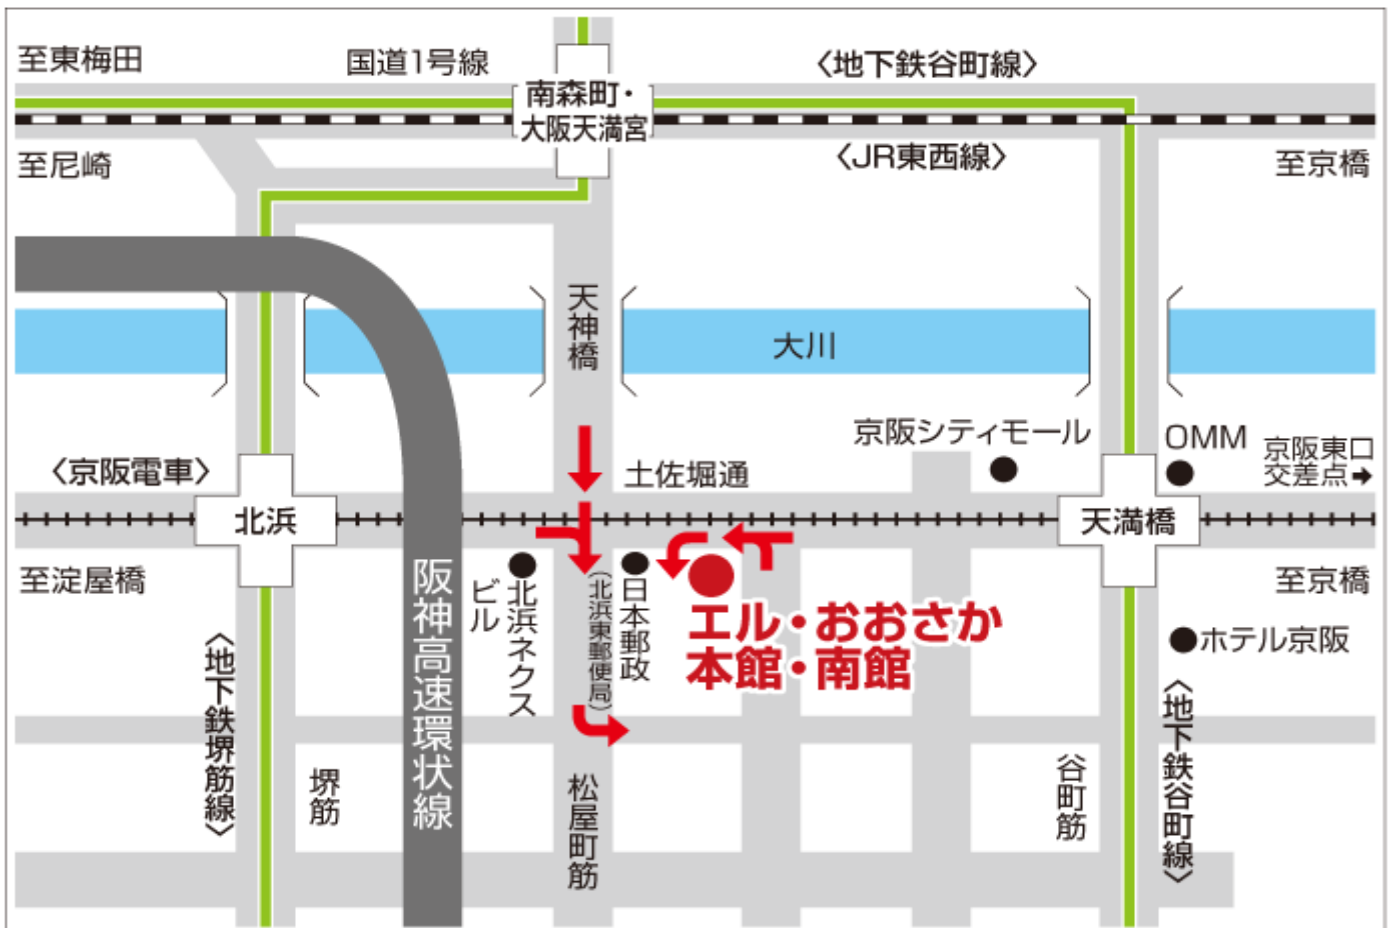 至東梅田
国道1号線
〈地下鉄谷町線〉
南森町・
大阪天満宮
至尼崎
〈JR東西線〉
至京橋
天神橋
大川
京阪シティモール
OMM
京阪東口
交差点➡
〈京阪電車〉
土佐堀通
北浜
天満橋
至淀屋橋
阪神高速環状線
北浜ネクス
ビル
(北浜東郵便局)
日本郵政
エル・おおさか
本館・南館
至京橋
ホテル京阪
〈地下鉄堺筋線〉
堺筋
松屋町筋
谷町筋
〈地下鉄谷町線〉